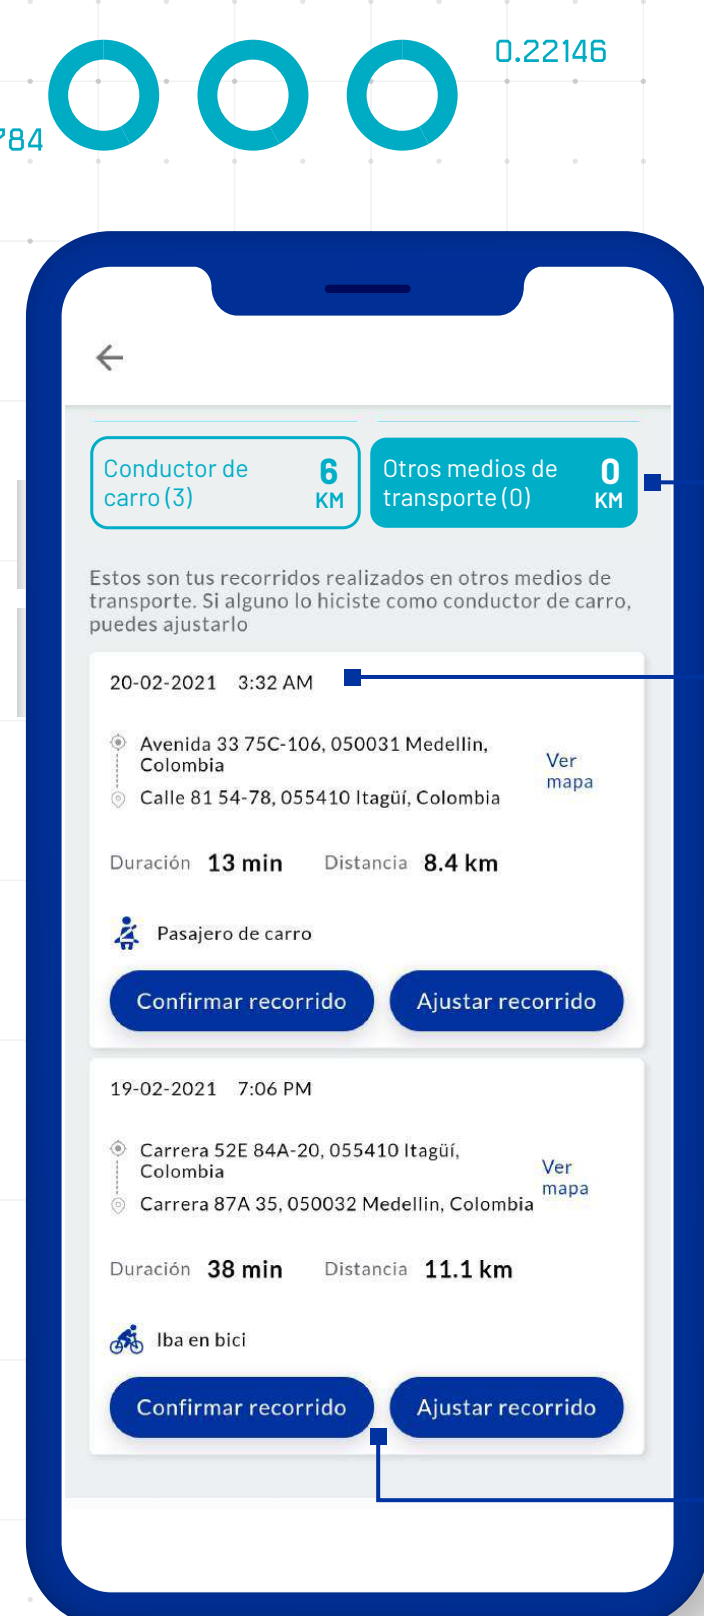 0.22146
784
Conductor de
carro (3)
6
KM
Otros medios de
transporte (0)
0
KM
Estos son tus recorridos realizados en otros medios de
transporte. Si alguno lo hiciste como conductor de carro,
puedes ajustarlo
20-02-2021 3:32 AM
Avenida 33 75C-106, 050031 Medellin,
Colombia
Calle 81 54-78, 055410 Itagüí, Colombia
Ver
mapa
Duración 13 min Distancia 8.4 km
Pasajero de carro
Confirmar recorrido Ajustar recorrido
19-02-2021 7:06 PM
Carrera 52E 84A-20, 055410 Itagüí,
Colombia
Carrera 87A 35, 050032 Medellin, Colombia
Ver
mapa
Duración 38 min Distancia 11.1 km
Iba en bici
Confirmar recorrido Ajustar recorrido